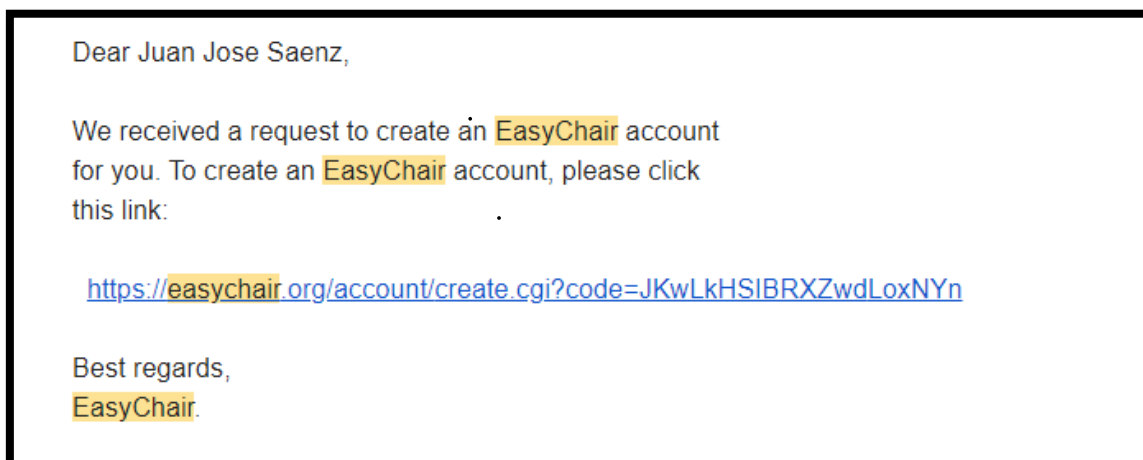 Dear Juan Jose Saenz,
We received a request to create an EasyChair account
for you. To create an EasyChair account, please click
this link:
https://easychair.org/account/create.cgi?code=JKwLkHSIBRXZwdLoxNYn
Best regards,
EasyChair.